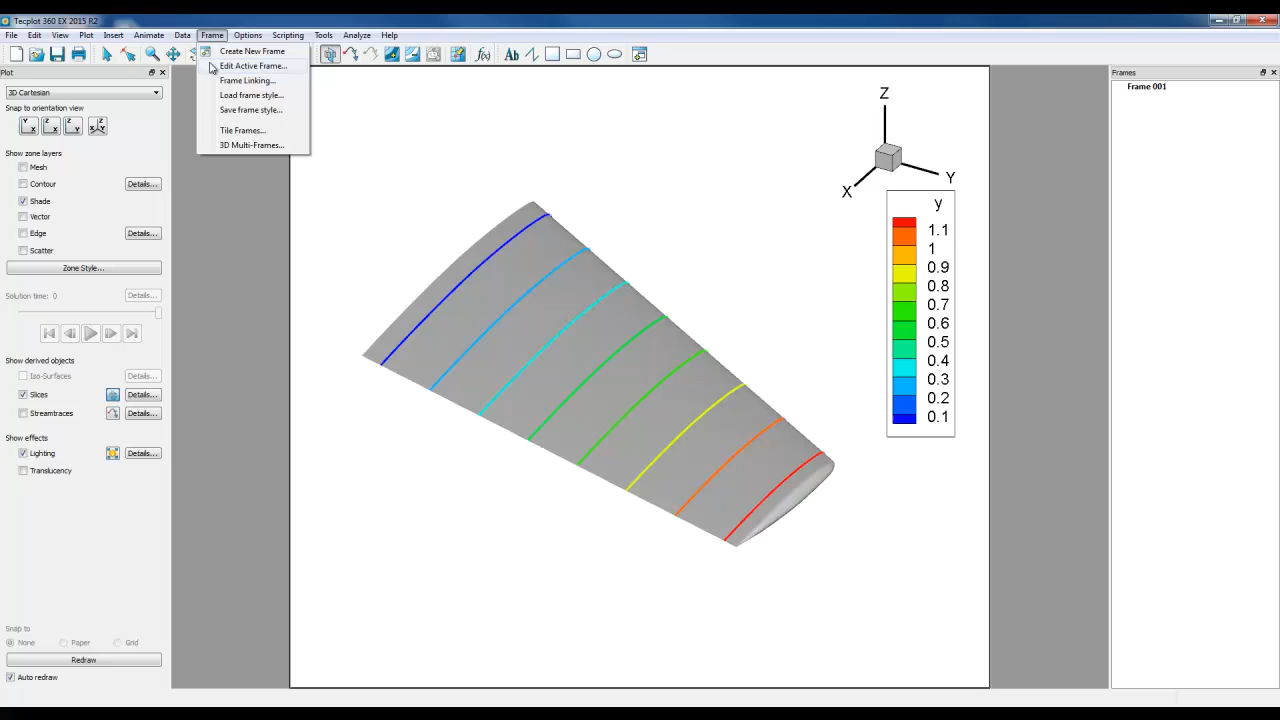 Tecplot 360 EX 2015 R2
File Edit View Plot Insert Animate Data Frame Options Scripting Tools Analyze Help
Create New Frame
Edit Active Frame...
Frame Linking...
Load frame style...
Save frame style...
Tile Frames...
3D Multi-Frames...
f(x) Ab
Plot
3D Cartesian
Snap to orientation view
Y X Z X Z Y X Z Y
Show zone layers
Mesh
Contour Details...
Shade
Vector
Edge Details...
Scatter
Zone Style...
Solution time: 0 Details...
Show derived objects
Iso-Surfaces Details...
Slices Details...
Streamtraces Details...
Show effects
Lighting Details...
Translucency
Snap to
None Paper Grid
Redraw
Auto redraw
Z
Y
X
y
1.1
1
0.9
0.8
0.7
0.6
0.5
0.4
0.3
0.2
0.1
Frames
Frame 001